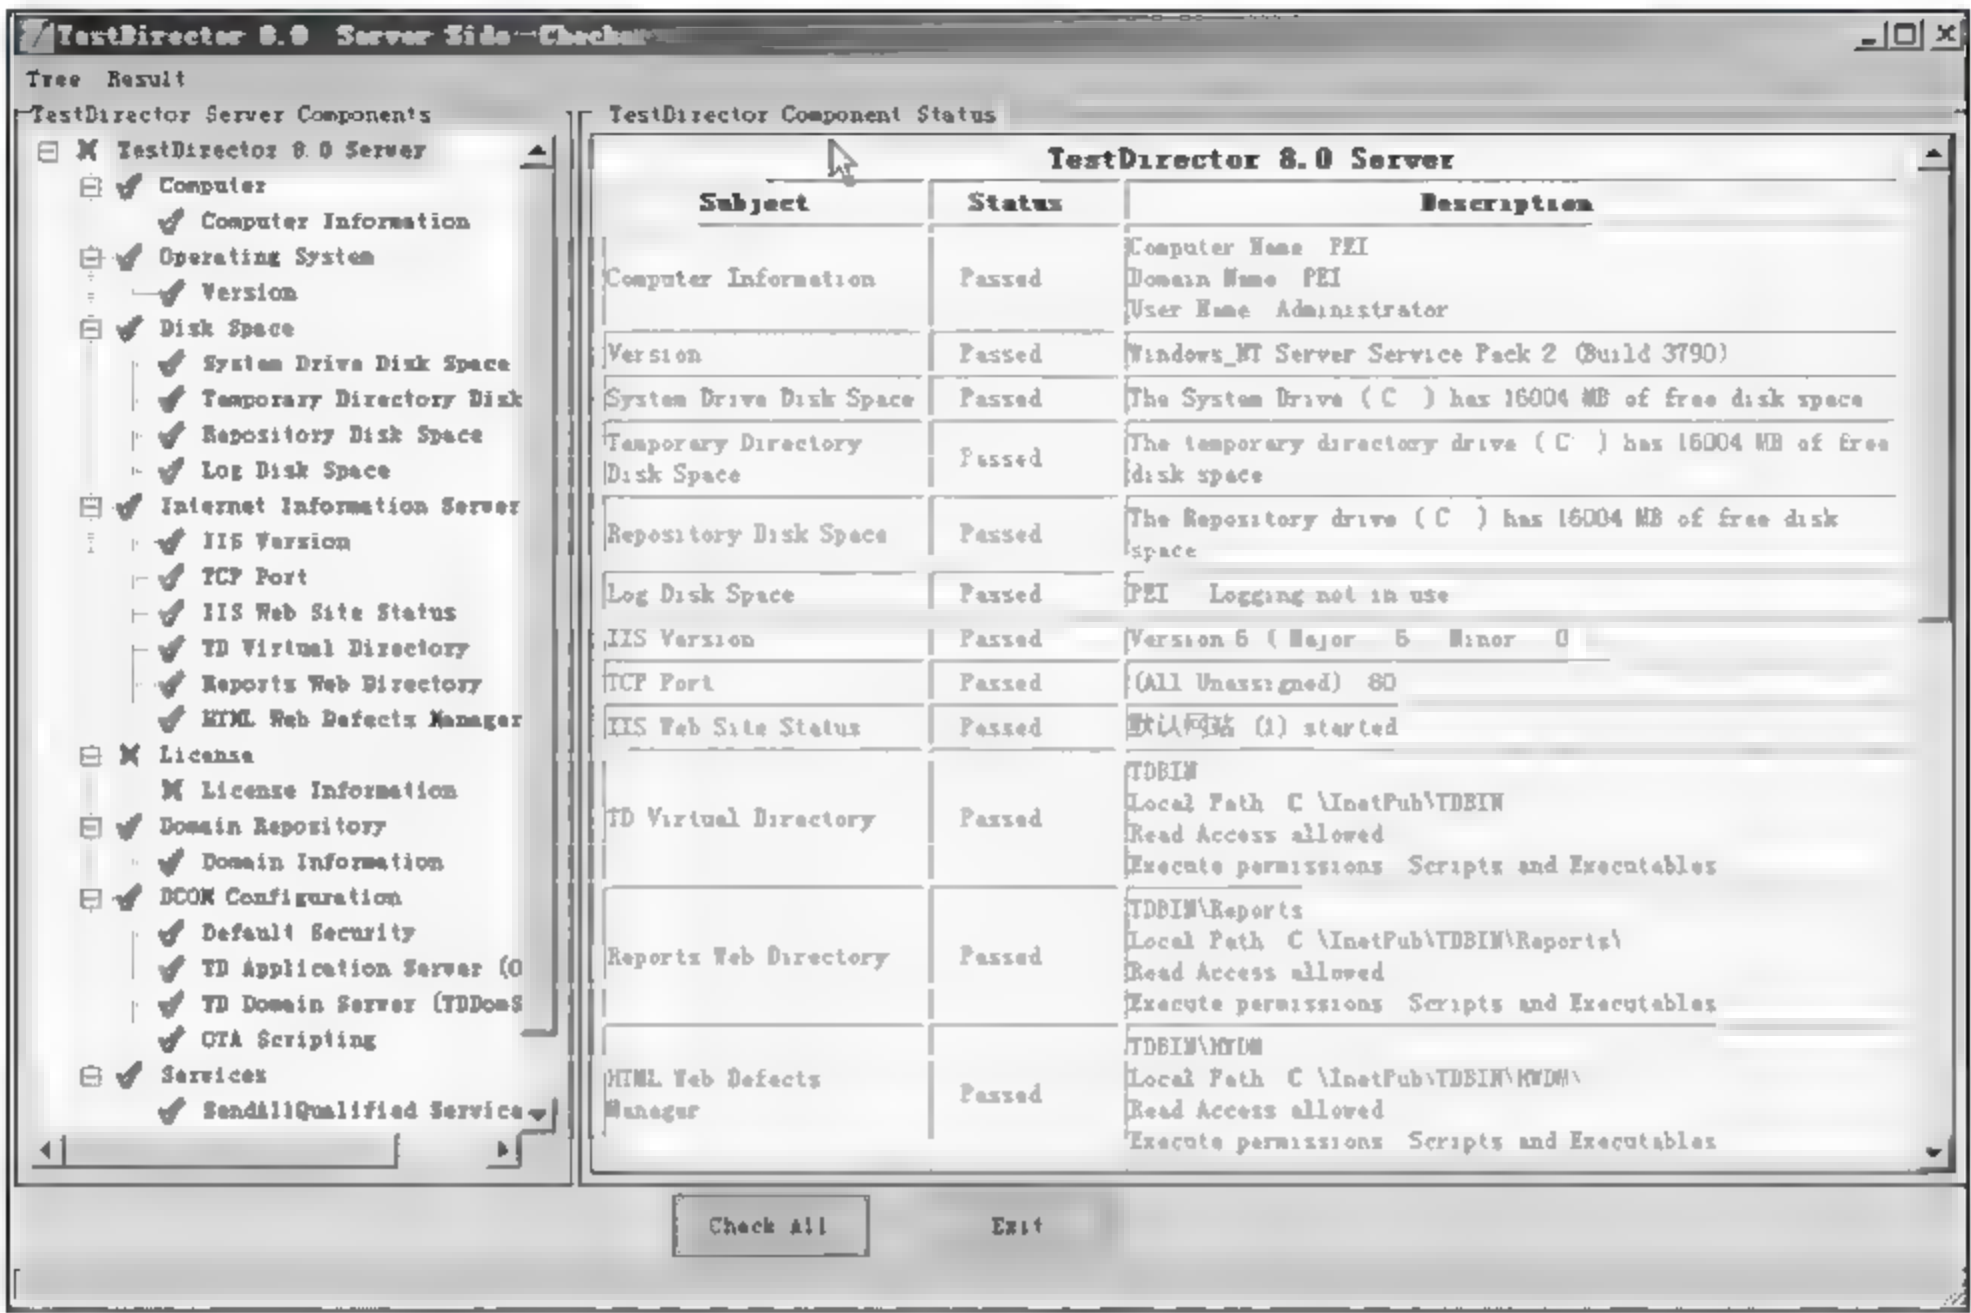 TestDirector 8.0 Server Side Checker
Tree Result
TestDirector Server Components
TestDirector 8.0 Server
Computer
Computer Information
Operating System
Version
Disk Space
System Drive Disk Space
Temporary Directory Disk
Repository Disk Space
Log Disk Space
Internet Information Server
IIS Version
TCP Port
IIS Web Site Status
TD Virtual Directory
Reports Web Directory
HTML Web Defects Manager
License
License Information
Domain Repository
Domain Information
DCOM Configuration
Default Security
TD Application Server (O
TD Domain Server (TDDomS
OTA Scripting
Services
SendAllQualified Service
TestDirector Component Status
TestDirector 8.0 Server
Subject Status Description
Computer Information Passed Computer Name PEI
Domain Name PEI
User Name Administrator
Version Passed Windows_NT Server Service Pack 2 (Build 3790)
System Drive Disk Space Passed The System Drive ( C ) has 16004 MB of free disk space
Temporary Directory Disk Space Passed The temporary directory drive ( C ) has 16004 MB of free
disk space
Repository Disk Space Passed The Repository drive ( C ) has 16004 MB of free disk
space
Log Disk Space Passed PEI Logging not in use
IIS Version Passed Version 6 ( Major 6 Minor 0
TCP Port Passed (All Unassigned) 80
IIS Web Site Status Passed 默认网站 (1) started
TD Virtual Directory Passed TDBIN
Local Path C \InetPub\TDBIN
Read Access allowed
Execute permissions Scripts and Executables
Reports Web Directory Passed TDBIN\Reports
Local Path C \InetPub\TDBIN\Reports\
Read Access allowed
Execute permissions Scripts and Executables
HTML Web Defects Manager Passed TDBIN\HWDM
Local Path C \InetPub\TDBIN\HWDM\
Read Access allowed
Execute permissions Scripts and Executables
Check All Exit